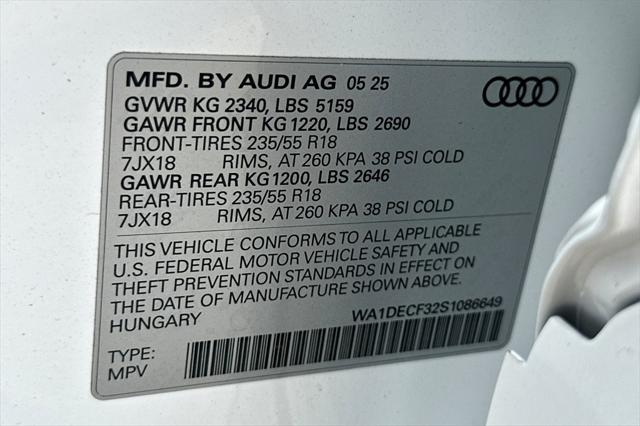 MFD. BY AUDI AG 05 25
GVWR KG 2340, LBS 5159
GAWR FRONT KG 1220, LBS 2690
FRONT-TIRES 235/55 R18
7JX18 RIMS, AT 260 KPA 38 PSI COLD
GAWR REAR KG 1200, LBS 2646
REAR-TIRES 235/55 R18
7JX18 RIMS, AT 260 KPA 38 PSI COLD
THIS VEHICLE CONFORMS TO ALL APPLICABLE
U.S. FEDERAL MOTOR VEHICLE SAFETY AND
THEFT PREVENTION STANDARDS IN EFFECT ON
THE DATE OF MANUFACTURE SHOWN ABOVE.
HUNGARY WA1DECF32S1086649
TYPE:
MPV